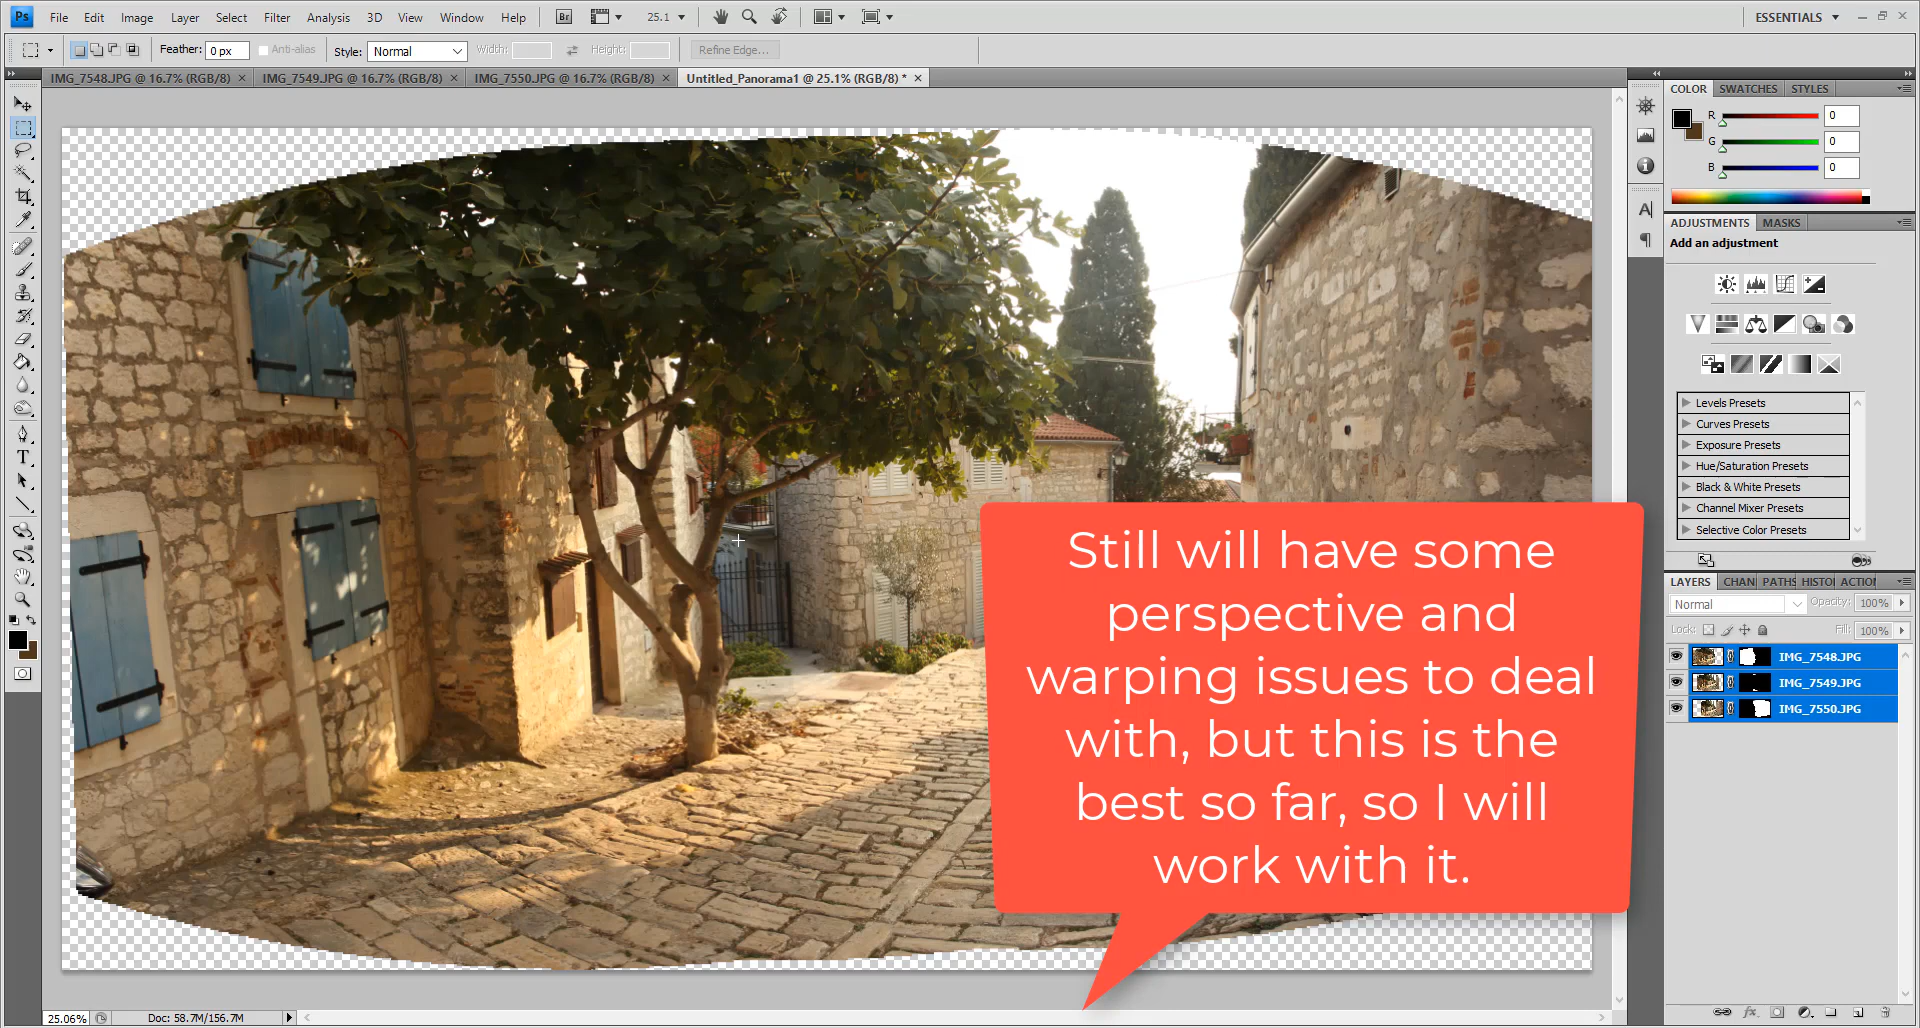 Ps File Edit Image Layer Select Filter Analysis 3D View Window Help Br 25.1 ESSENTIALS
Feather: 0 px Anti-alias Style: Normal Width: Height: Refine Edge...
IMG_7548.JPG @ 16.7% (RGB/8) IMG_7549.JPG @ 16.7% (RGB/8) IMG_7550.JPG @ 16.7% (RGB/8) Untitled_Panorama1 @ 25.1% (RGB/8) *
COLOR SWATCHES STYLES
R 0
G 0
B 0
ADJUSTMENTS MASKS
Add an adjustment
Levels Presets
Curves Presets
Exposure Presets
Hue/Saturation Presets
Black & White Presets
Channel Mixer Presets
Selective Color Presets
LAYERS CHAN PATHS HISTO ACTION
Normal Opacity: 100%
Lock: Fill: 100%
IMG_7548.JPG
IMG_7549.JPG
IMG_7550.JPG
Still will have some
perspective and
warping issues to deal
with, but this is the
best so far, so I will
work with it.
25.06% Doc: 58.7M/156.7M